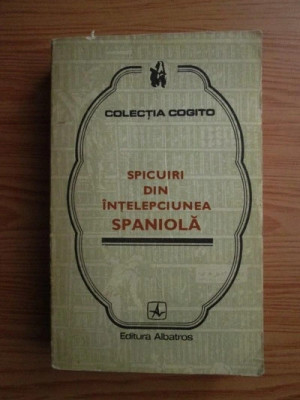 COLECȚIA COGITO
SPICUIRI
DIN
ÎNȚELEPCIUNEA
SPANIOLĂ
Editura Albatros